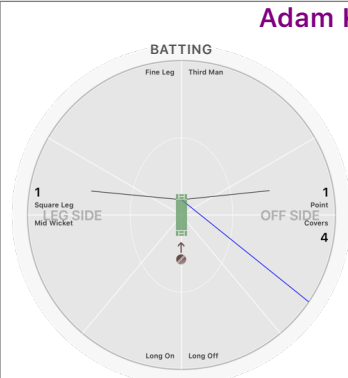 Adam
BATTING
Fine Leg Third Man
1 1
Square Leg Point
LEG SIDE OFF SIDE
Mid Wicket Covers
4
Long On Long Off